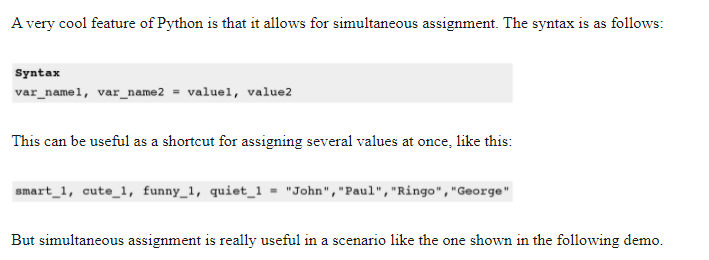 A very cool feature of Python is that it allows for simultaneous assignment. The syntax is as follows:
Syntax
var_name1, var_name2 = value1, value2
This can be useful as a shortcut for assigning several values at once, like this:
smart_1, cute_1, funny_1, quiet_1 = "John","Paul","Ringo","George"
But simultaneous assignment is really useful in a scenario like the one shown in the following demo.